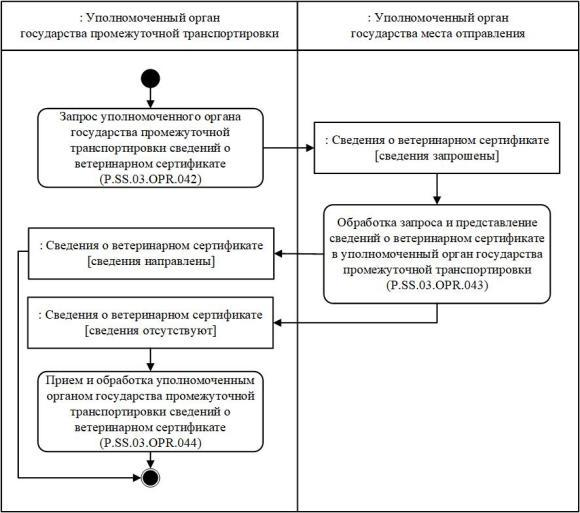 : Уполномоченный орган
государства промежуточной транспортировки
: Уполномоченный орган
государства места отправления
Запрос уполномоченного органа
государства промежуточной
транспортировки сведений о
ветеринарном сертификате
(P.SS.03.OPR.042)
: Сведения о ветеринарном сертификате
[сведения запрошены]
Обработка запроса и представление
сведений о ветеринарном сертификате
в уполномоченный орган государства
промежуточной транспортировки
(P.SS.03.OPR.043)
: Сведения о ветеринарном сертификате
[сведения направлены]
: Сведения о ветеринарном сертификате
[сведения отсутствуют]
Прием и обработка уполномоченным
органом государства промежуточной
транспортировки сведений о
ветеринарном сертификате
(P.SS.03.OPR.044)